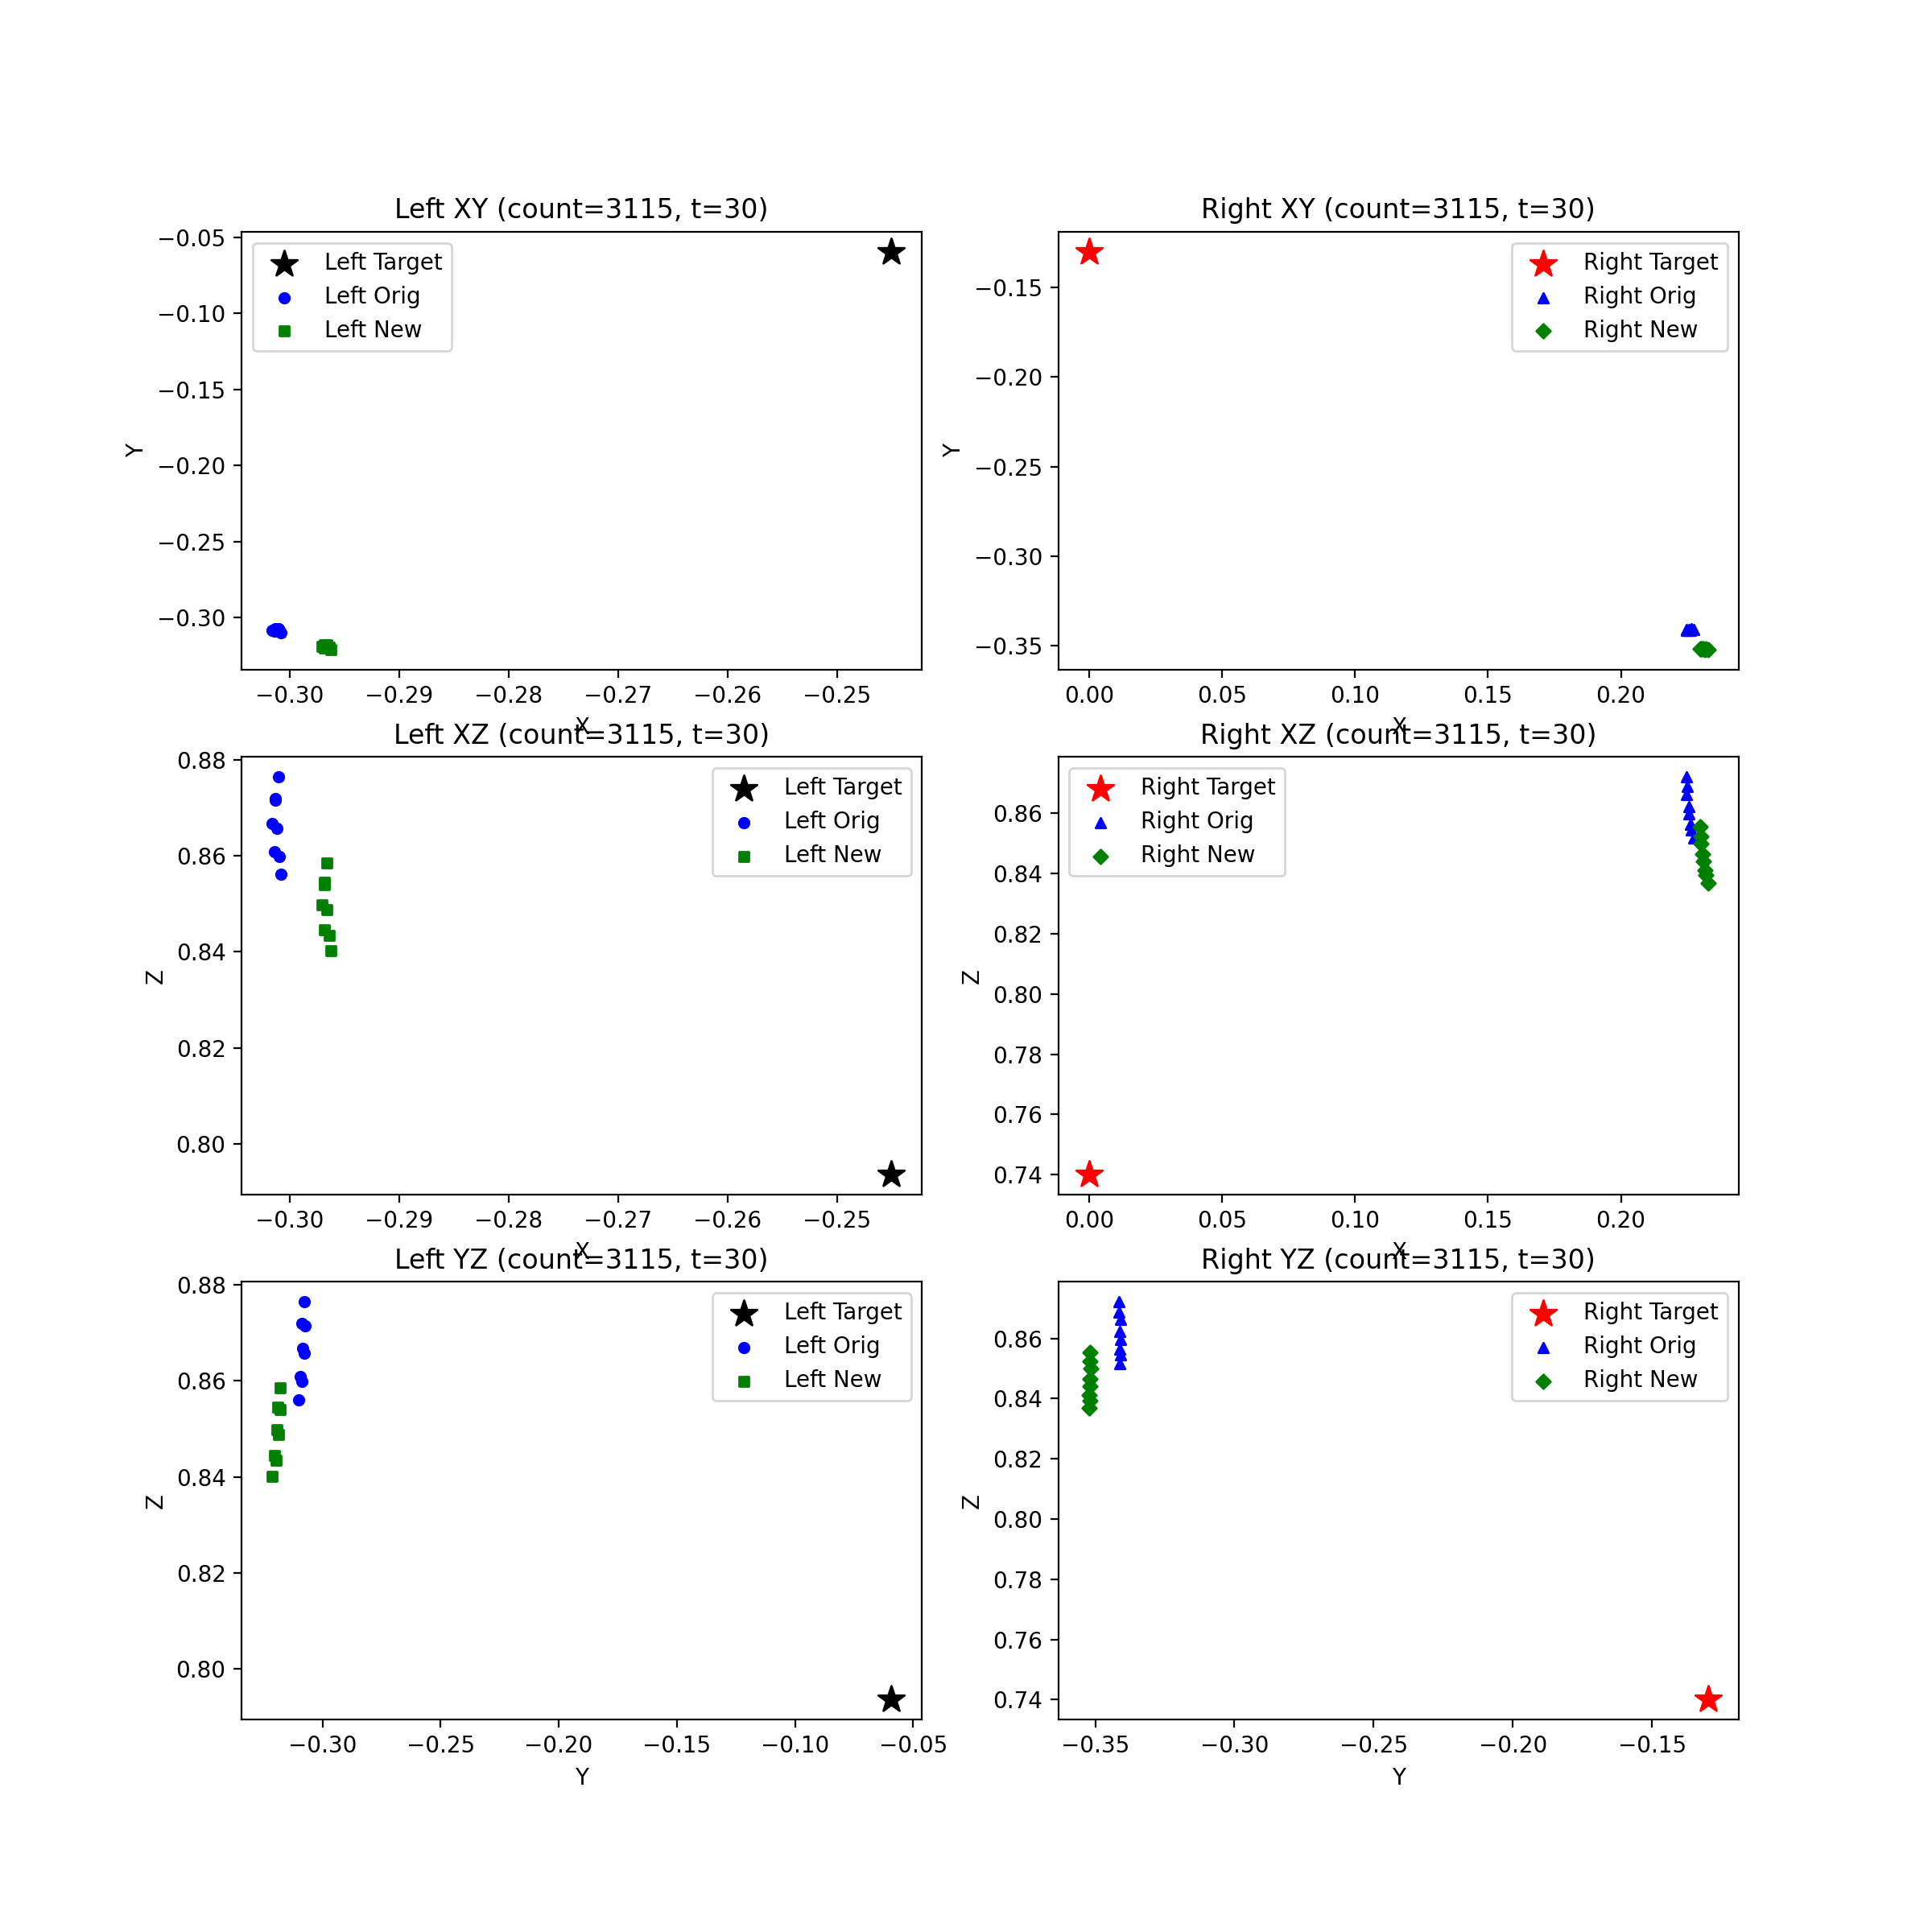 Left XY (count=3115, t=30)
−0.05
−0.10
−0.15
−0.20
−0.25
−0.30
Y
Left Target
Left Orig
Left New
−0.30 −0.29 −0.28 −0.27 −0.26 −0.25
X
Right XY (count=3115, t=30)
−0.15
−0.20
−0.25
−0.30
−0.35
Y
Right Target
Right Orig
Right New
0.00 0.05 0.10 0.15 0.20
X
Left XZ (count=3115, t=30)
0.88
0.86
0.84
0.82
0.80
Z
Left Target
Left Orig
Left New
−0.30 −0.29 −0.28 −0.27 −0.26 −0.25
X
Right XZ (count=3115, t=30)
0.86
0.84
0.82
0.80
0.78
0.76
0.74
Z
Right Target
Right Orig
Right New
0.00 0.05 0.10 0.15 0.20
X
Left YZ (count=3115, t=30)
0.88
0.86
0.84
0.82
0.80
Z
Left Target
Left Orig
Left New
−0.30 −0.25 −0.20 −0.15 −0.10 −0.05
Y
Right YZ (count=3115, t=30)
0.86
0.84
0.82
0.80
0.78
0.76
0.74
Z
Right Target
Right Orig
Right New
−0.35 −0.30 −0.25 −0.20 −0.15
Y